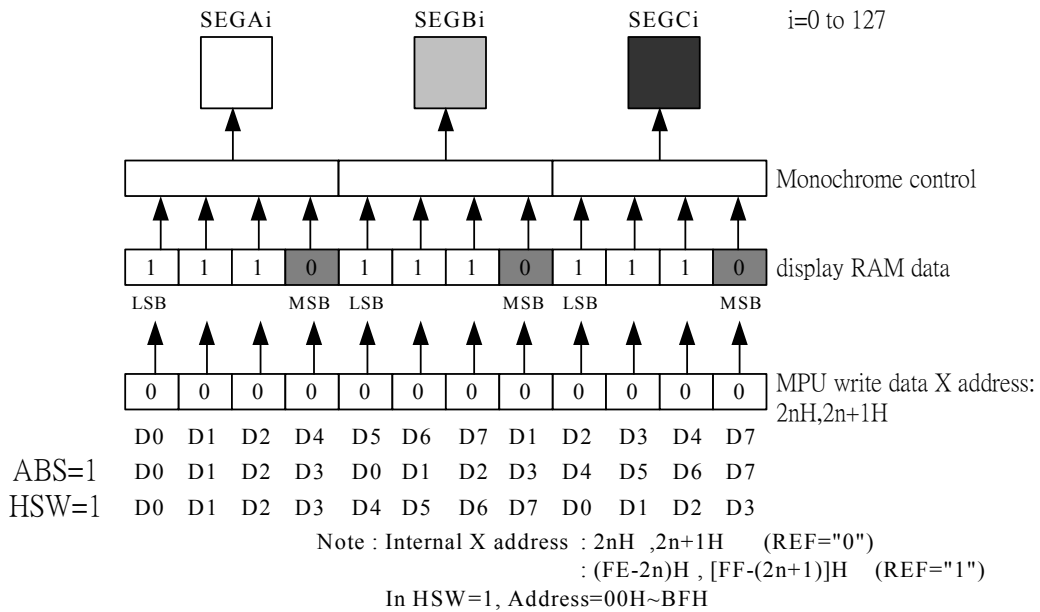 SEGAi SEGBi SEGCi i=0 to 127
Monochrome control
1 1 1 0 1 1 1 0 1 1 1 0 display RAM data
LSB MSB LSB MSB LSB MSB
0 0 0 0 0 0 0 0 0 0 0 0 MPU write data X address:
2nH,2n+1H
D0 D1 D2 D4 D5 D6 D7 D1 D2 D3 D4 D7
ABS=1 D0 D1 D2 D3 D0 D1 D2 D3 D4 D5 D6 D7
HSW=1 D0 D1 D2 D3 D4 D5 D6 D7 D0 D1 D2 D3
Note : Internal X address : 2nH ,2n+1H (REF="0")
: (FE-2n)H , [FF-(2n+1)]H (REF="1")
In HSW=1, Address=00H~BFH